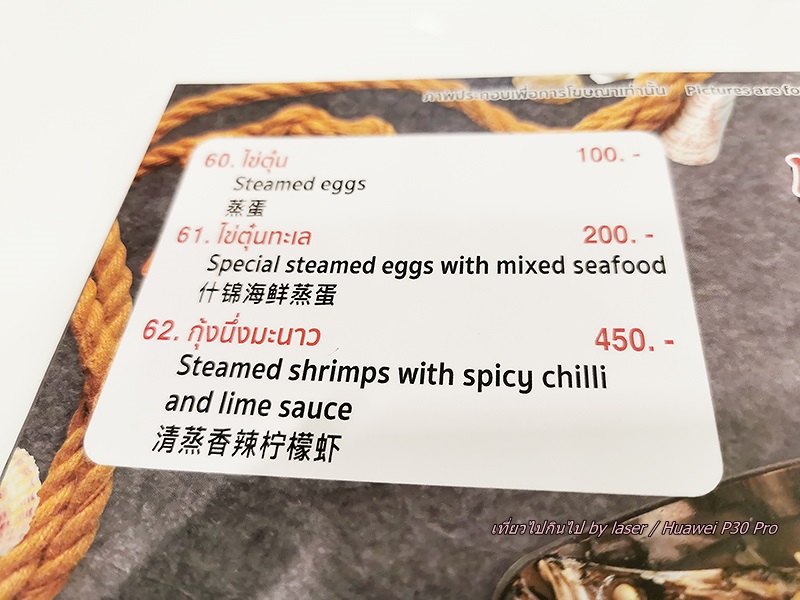 ภาพประกอบเพื่อการโฆษณาเท่านั้น Pictures are fo
60. ไข่ตุ๋น 100. -
Steamed eggs
蒸蛋
61. ไข่ตุ๋นทะเล 200. -
Special steamed eggs with mixed seafood
什锦海鲜蒸蛋
62. กุ้งนึ่งมะนาว 450. -
Steamed shrimps with spicy chilli
and lime sauce
清蒸香辣柠檬虾
เที่ยวไปกินไป by laser / Huawei P30 Pro